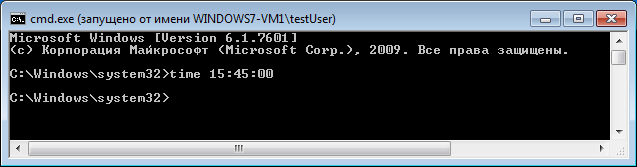 cmd.exe (запущено от имени WINDOWS7-VM1\testUser)
Microsoft Windows [Version 6.1.7601]
(c) Корпорация Майкрософт (Microsoft Corp.), 2009. Все права защищены.
C:\Windows\system32>time 15:45:00
C:\Windows\system32>